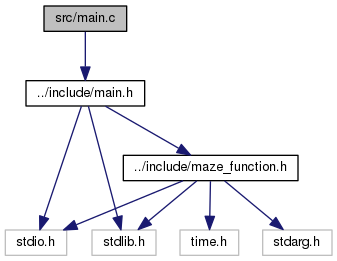 src/main.c
../include/main.h
../include/maze_function.h
stdio.h
stdlib.h
time.h
stdarg.h